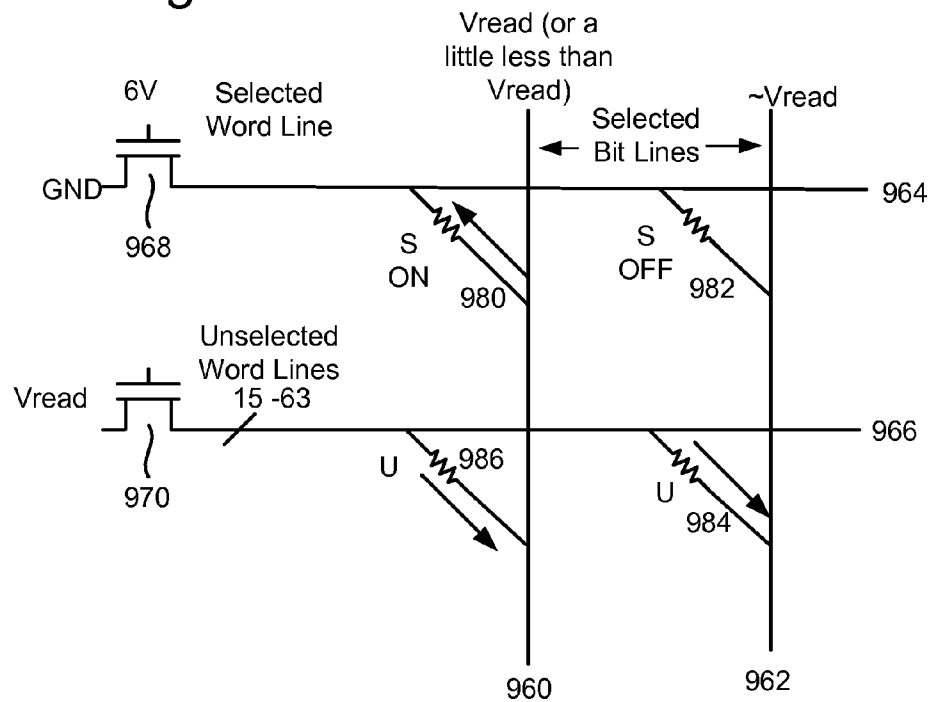 Vread (or a
little less than
Vread)
~Vread
6V
Selected
Word Line
Selected
Bit Lines
GND
964
968
S
ON
980
S
OFF
982
Unselected
Word Lines
15 -63
Vread
966
970
U
986
U
984
960
962